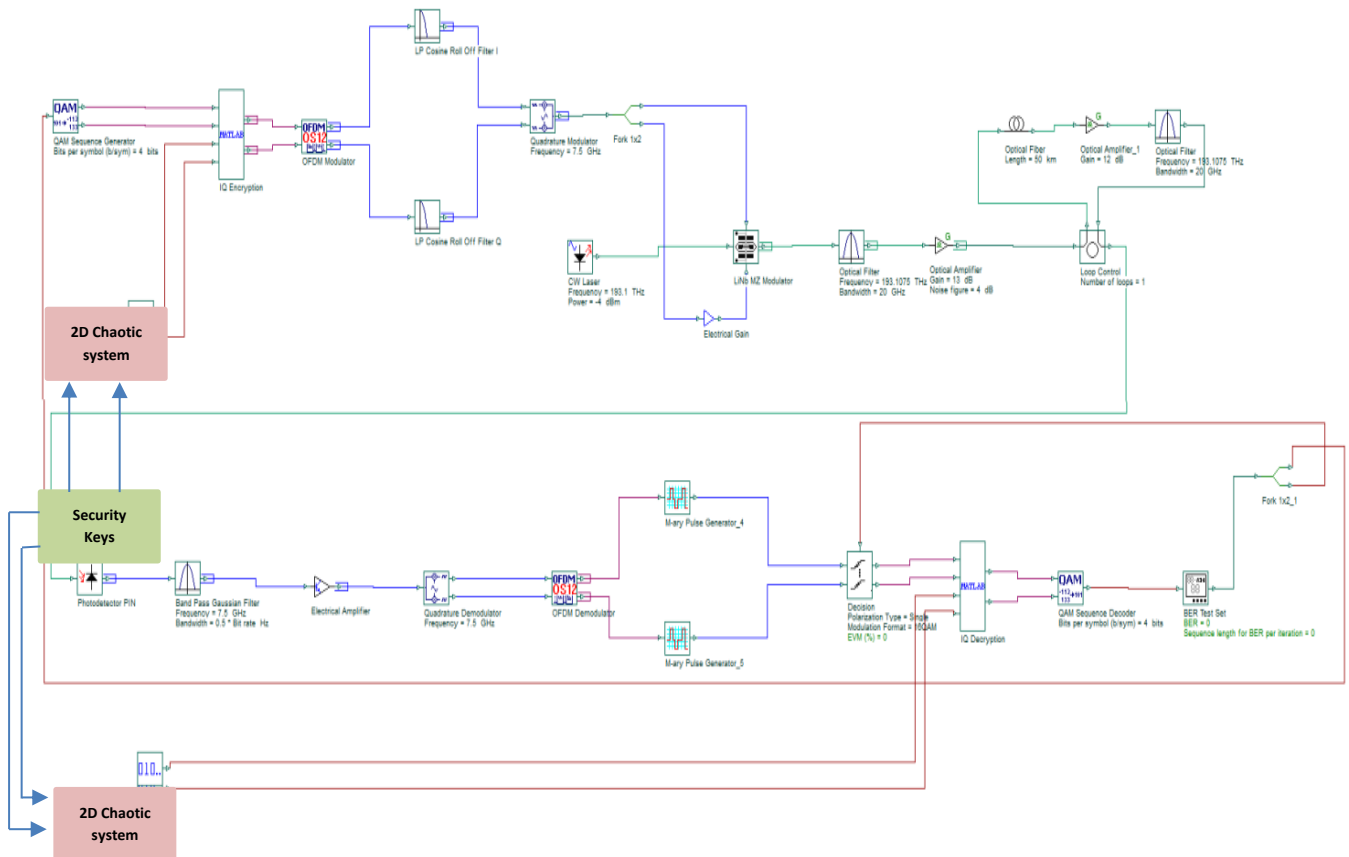 LP Cosine Roll Off Filter I
QAM
QAM Sequence Generator
Bits per symbol (b/sym) = 4 bits
MATLAB
IQ Encryption
OFDM
OS12
OFDM Modulator
Quadrature Modulator
Frequency = 7.5 GHz
Fork 1x2
LP Cosine Roll Off Filter Q
Optical Fiber
Length = 50 km
G
Optical Amplifier_1
Gain = 12 dB
Optical Filter
Frequency = 193.1075 THz
Bandwidth = 20 GHz
CW Laser
Frequency = 193.1 THz
Power = -4 dBm
LiNb MZ Modulator
Electrical Gain
Optical Filter
Frequency = 193.1075 THz
Bandwidth = 20 GHz
G
Optical Amplifier
Gain = 13 dB
Noise figure = 4 dB
Loop Control
Number of loops = 1
2D Chaotic
system
Security
Keys
Photodetector PIN
Band Pass Gaussian Filter
Frequency = 7.5 GHz
Bandwidth = 0.5 * Bit rate Hz
Electrical Amplifier
Quadrature Demodulator
Frequency = 7.5 GHz
OFDM
OS12
OFDM Demodulator
M-ary Pulse Generator_4
M-ary Pulse Generator_5
Decision
Polarization Type = Single
Modulation Format = 16QAM
EVM (%) = 0
MATLAB
IQ Decryption
QAM
QAM Sequence Decoder
Bits per symbol (b/sym) = 4 bits
BER Test Set
BER = 0
Sequence length for BER per iteration = 0
Fork 1x2_1
010..
2D Chaotic
system